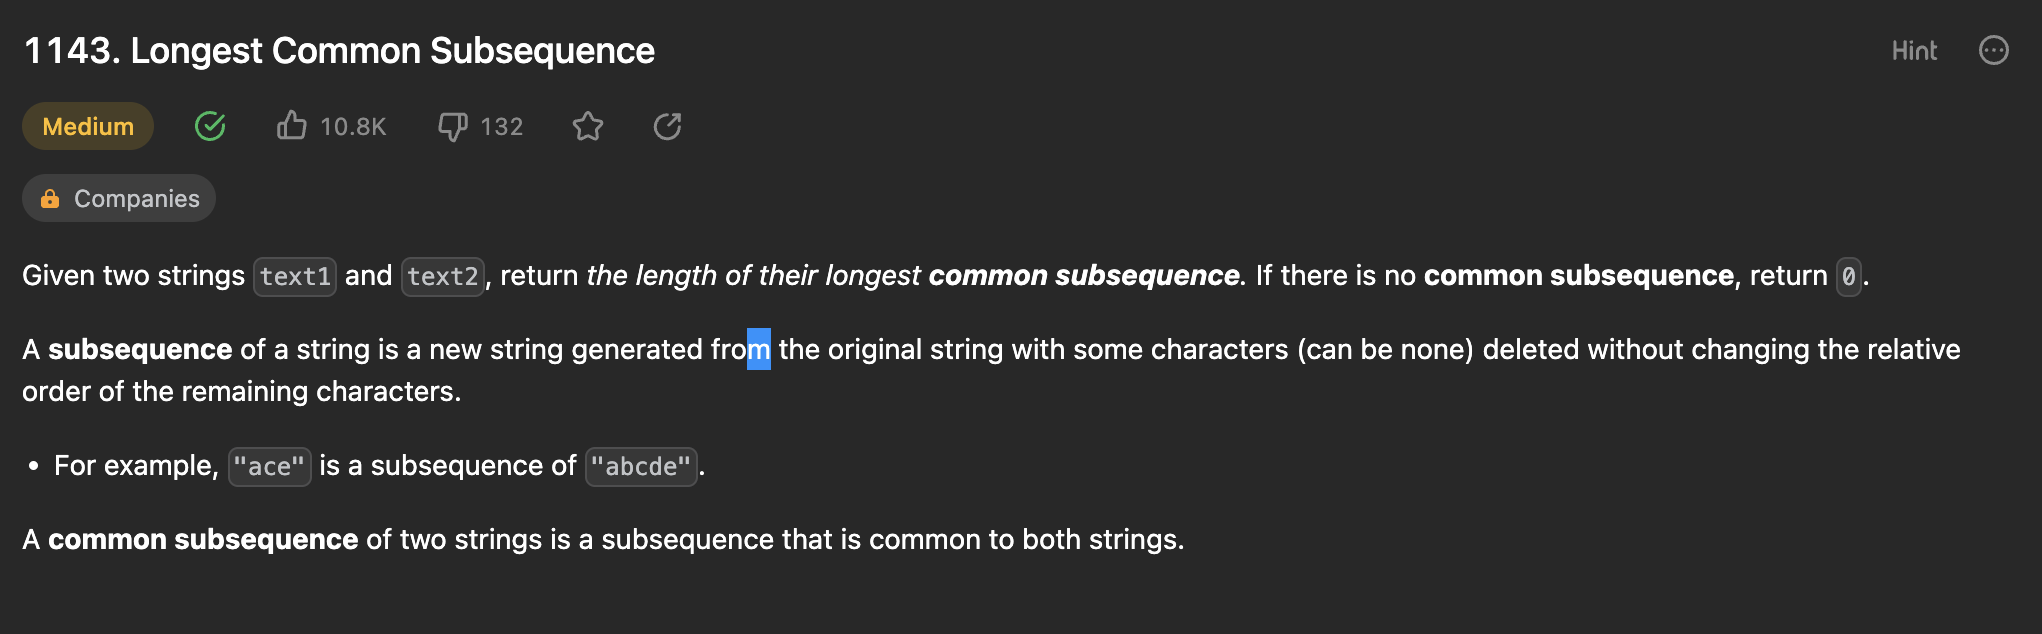 1143. Longest Common Subsequence
Hint
Medium
10.8K
132
Companies
Given two strings text1 and text2, return the length of their longest common subsequence. If there is no common subsequence, return 0.
A subsequence of a string is a new string generated from the original string with some characters (can be none) deleted without changing the relative
order of the remaining characters.
• For example, "ace" is a subsequence of "abcde".
A common subsequence of two strings is a subsequence that is common to both strings.